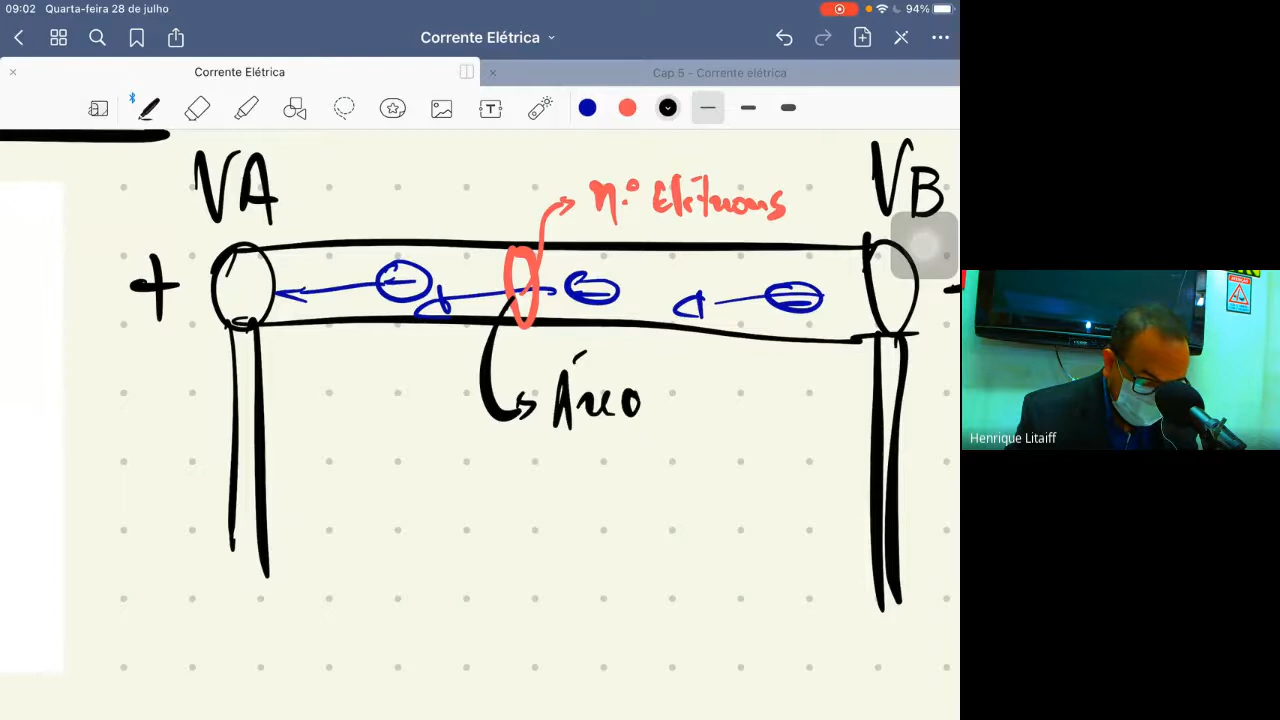 09:02 Quarta-feira 28 de julho
94%
Corrente Elétrica
Corrente Elétrica
Cap.5 - Corrente elétrica
T
VA
VB
n.º Elétrons
+
-
Área
Henrique Litaiff